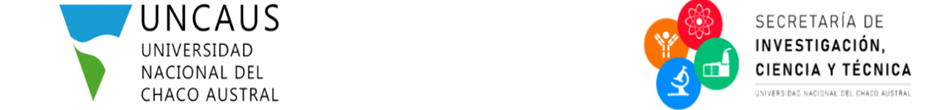 UNCAUS
UNIVERSIDAD
NACIONAL DEL
CHACO AUSTRAL
SECRETARÍA DE
INVESTIGACIÓN,
CIENCIA Y TÉCNICA
UNIVERSIDAD NACIONAL DEL CHACO AUSTRAL